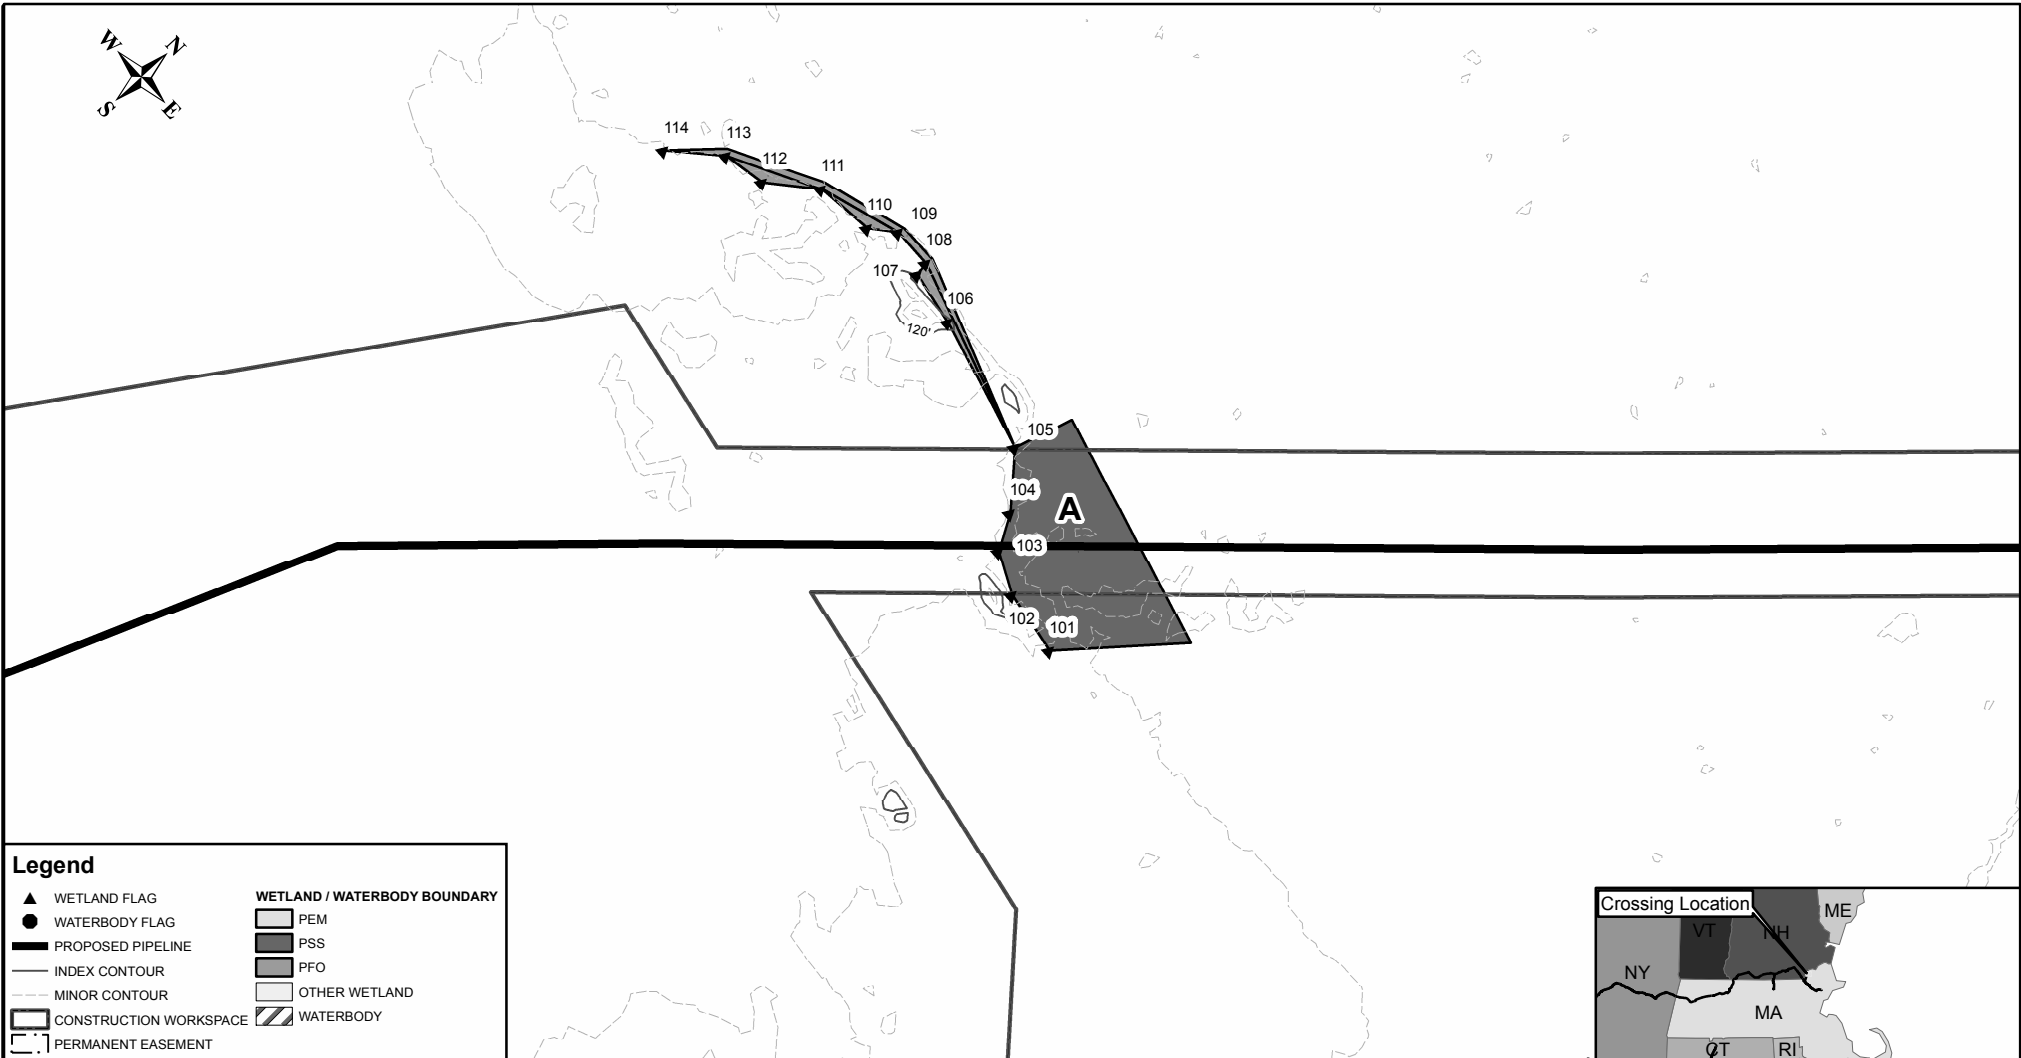 W N
S E
114
113
112
111
110
109
108
107
106
120'
105
104
A
103
102
101
Legend
WETLAND FLAG
WATERBODY FLAG
PROPOSED PIPELINE
INDEX CONTOUR
MINOR CONTOUR
CONSTRUCTION WORKSPACE
PERMANENT EASEMENT
WETLAND / WATERBODY BOUNDARY
PEM
PSS
PFO
OTHER WETLAND
WATERBODY
Crossing Location
ME
VT
NH
NY
MA
CT
RI